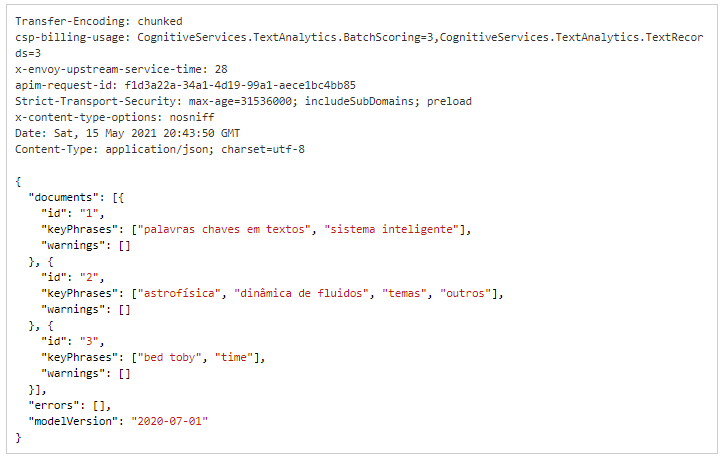 Transfer-Encoding: chunked
csp-billing-usage: CognitiveServices.TextAnalytics.BatchScoring=3,CognitiveServices.TextAnalytics.TextRecor
ds=3
x-envoy-upstream-service-time: 28
apim-request-id: f1d3a22a-34a1-4d19-99a1-aece1bc4bb85
Strict-Transport-Security: max-age=31536000; includeSubDomains; preload
x-content-type-options: nosniff
Date: Sat, 15 May 2021 20:43:50 GMT
Content-Type: application/json; charset=utf-8

{
  "documents": [{
    "id": "1",
    "keyPhrases": ["palavras chaves em textos", "sistema inteligente"],
    "warnings": []
  }, {
    "id": "2",
    "keyPhrases": ["astrofísica", "dinâmica de fluidos", "temas", "outros"],
    "warnings": []
  }, {
    "id": "3",
    "keyPhrases": ["bed toby", "time"],
    "warnings": []
  }],
  "errors": [],
  "modelVersion": "2020-07-01"
}